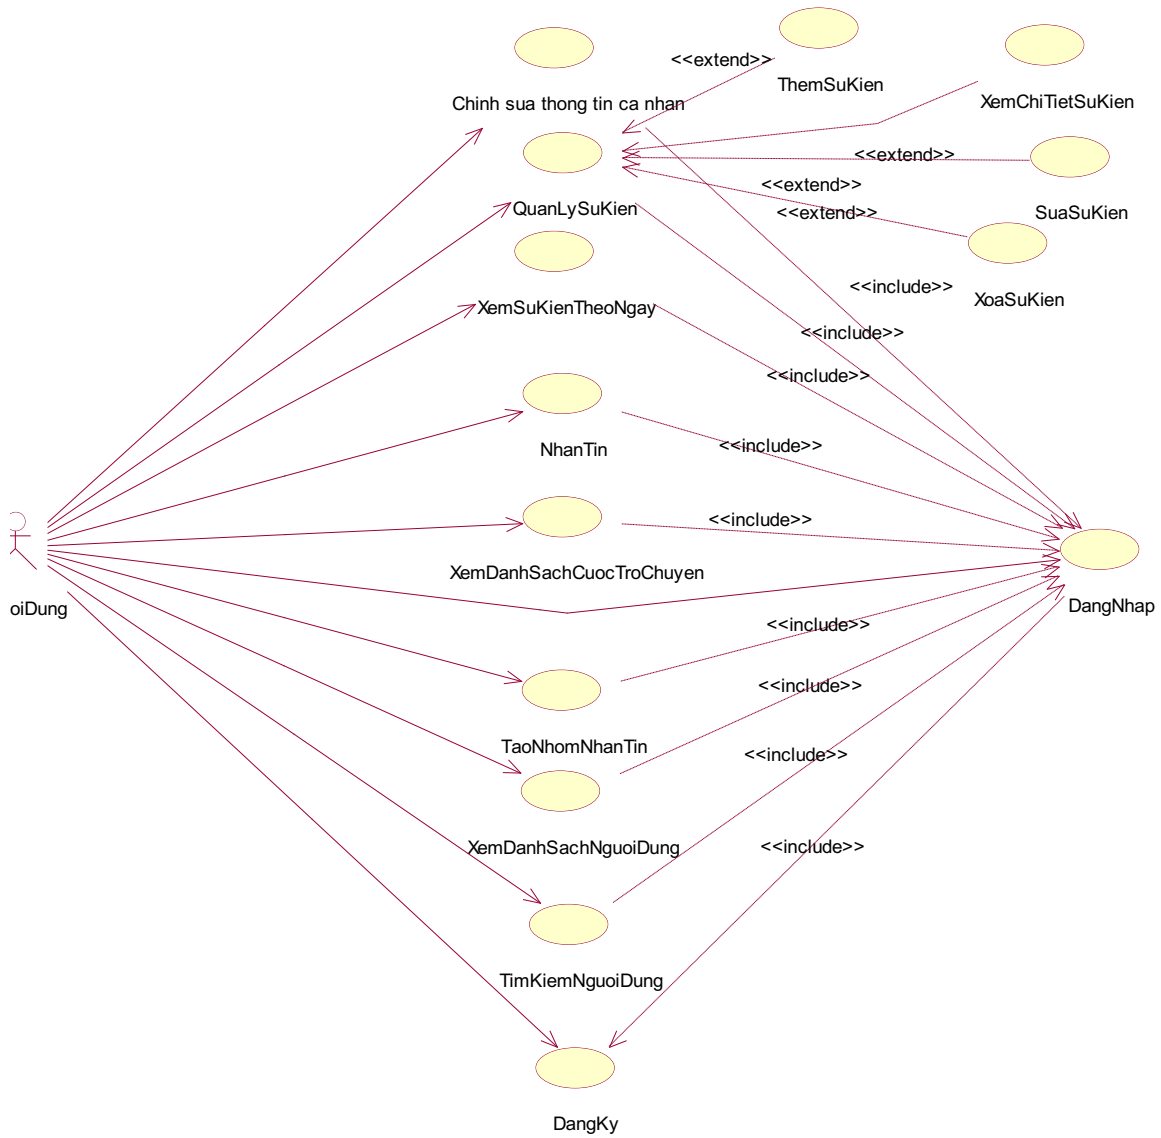 <<extend>>
ThemSuKien
Chinh sua thong tin ca nhan
XemChiTietSuKien
<<extend>>
<<extend>>
QuanLySuKien
<<extend>>
SuaSuKien
<<include>>
XoaSuKien
XemSuKienTheoNgay
<<include>>
<<include>>
NhanTin
<<include>>
<<include>>
XemDanhSachCuocTroChuyen
oiDung
DangNhap
<<include>>
<<include>>
TaoNhomNhanTin
<<include>>
XemDanhSachNguoiDung
<<include>>
TimKiemNguoiDung
DangKy